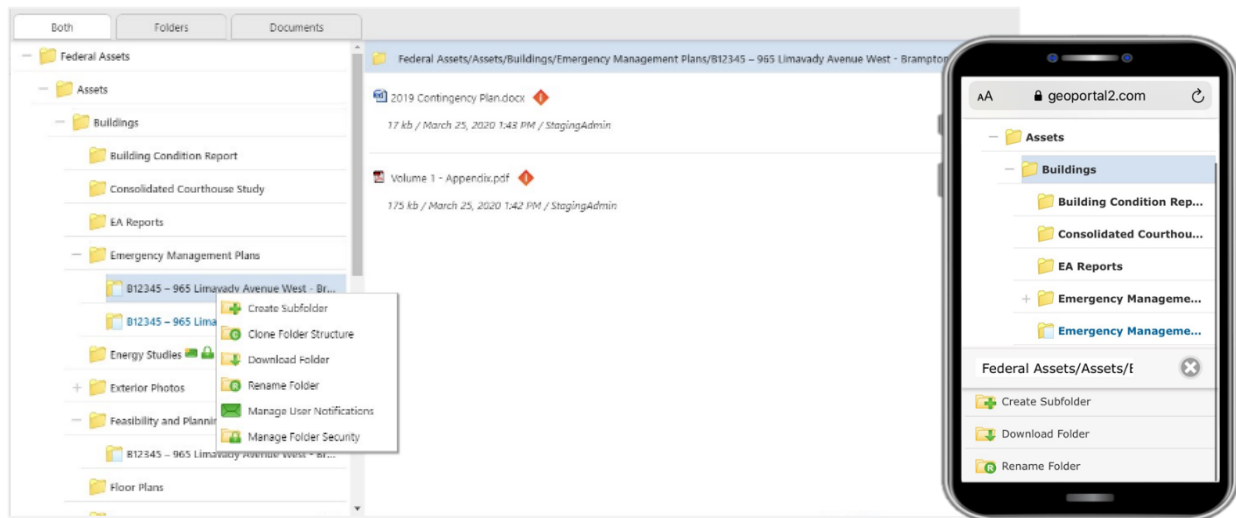 Both
Folders
Documents
Federal Assets
Assets
Buildings
Building Condition Report
Consolidated Courthouse Study
EA Reports
Emergency Management Plans
B12345 – 965 Limavady Avenue West - Br...
B12345 – 965 Lima
Energy Studies
Exterior Photos
Feasibility and Plannin
B12345 – 965 Limavady Avenue West - Br...
Floor Plans
Create Subfolder
Clone Folder Structure
Download Folder
Rename Folder
Manage User Notifications
Manage Folder Security
Federal Assets/Assets/Buildings/Emergency Management Plans/B12345 – 965 Limavady Avenue West - Brampton
2019 Contingency Plan.docx
17 kb / March 25, 2020 1:43 PM / StagingAdmin
Volume 1 - Appendix.pdf
175 kb / March 25, 2020 1:42 PM / StagingAdmin
AA geoportal2.com
Assets
Buildings
Building Condition Rep...
Consolidated Courthou...
EA Reports
Emergency Manageme...
Emergency Manageme...
Federal Assets/Assets/E
Create Subfolder
Download Folder
Rename Folder